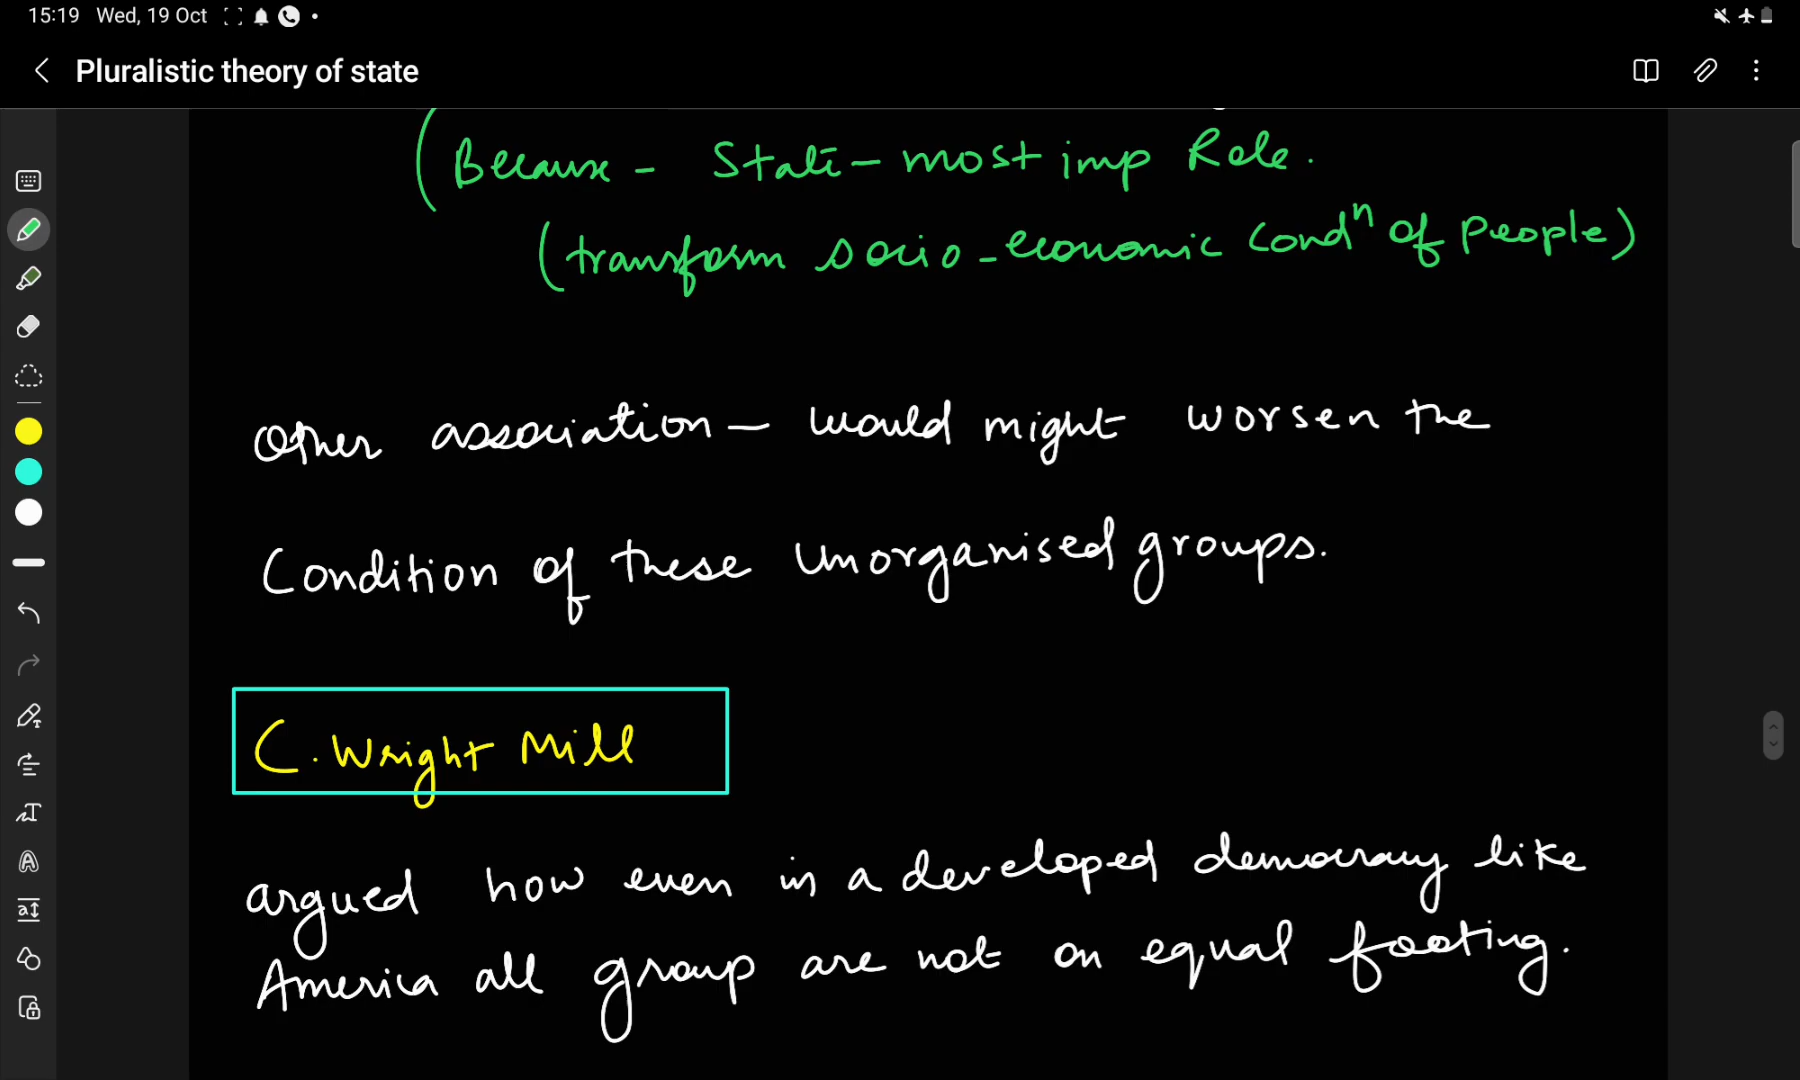 15:19 Wed, 19 Oct
Pluralistic theory of state
(Because - State - most imp Role.
(transform socio-economic condⁿ of people)
Other association - would might worsen the
Condition of these unorganised groups.
C. Wright Mill
argued how even in a developed democracy like
America all group are not on equal footing.